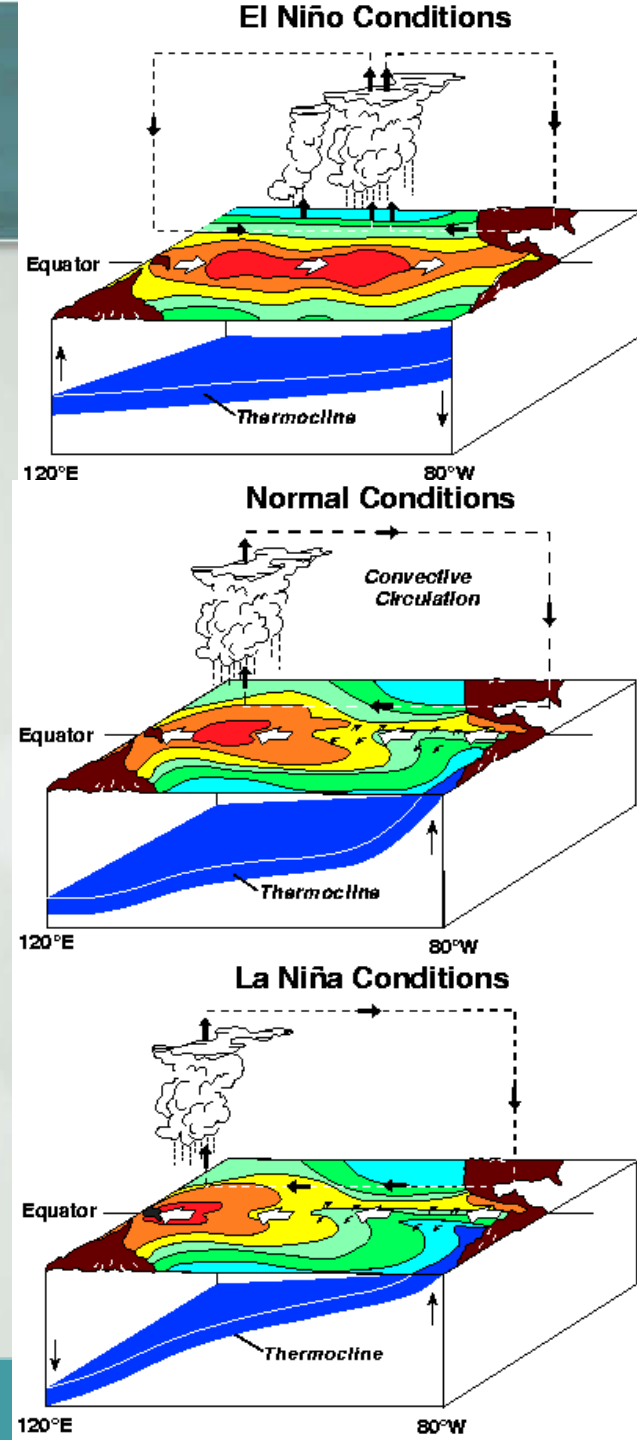 El Niño Conditions
Equator
Thermocline
120°E 80°W
Normal Conditions
Convective
Circulation
Equator
Thermocline
120°E 80°W
La Niña Conditions
Equator
Thermocline
120°E 80°W